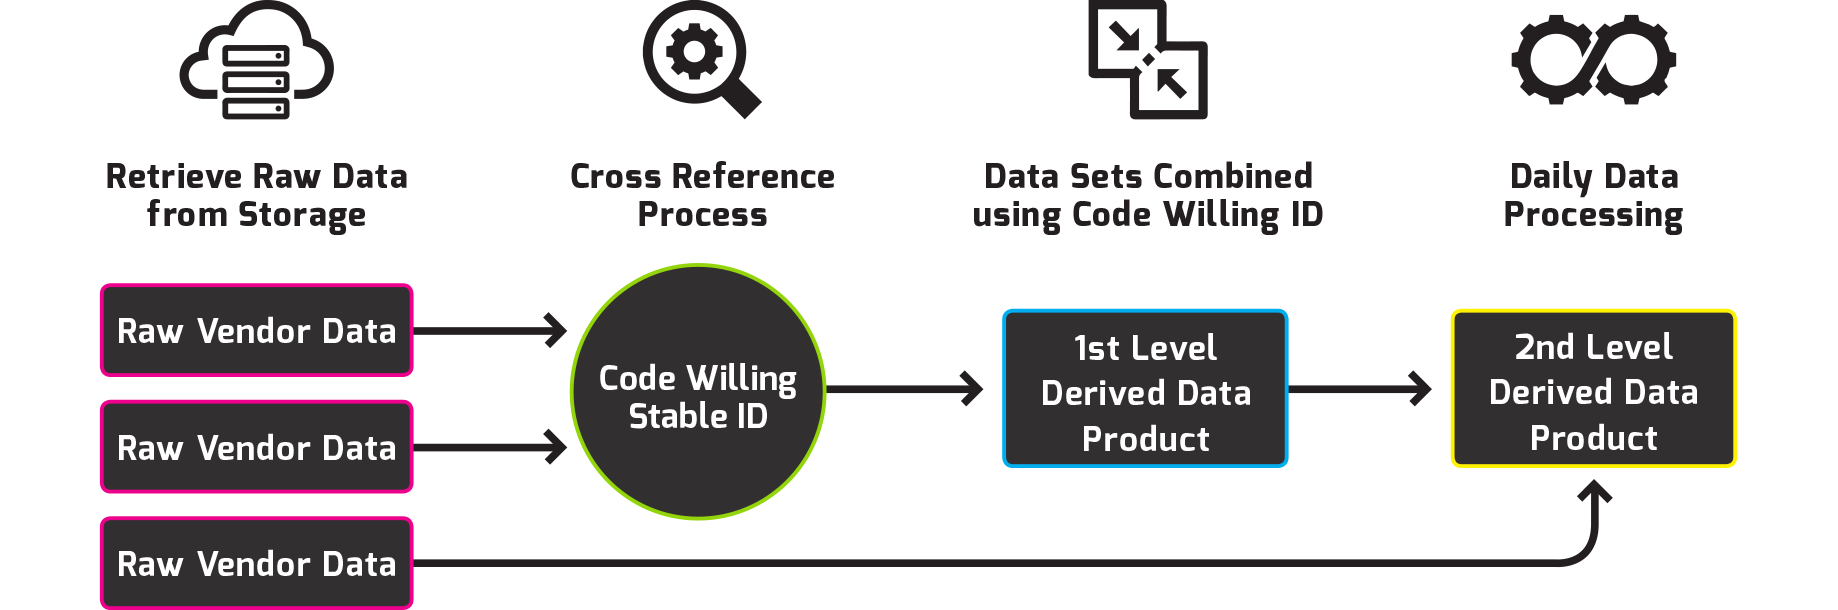 Retrieve Raw Data
from Storage
Cross Reference
Process
Data Sets Combined
using Code Willing ID
Daily Data
Processing
Raw Vendor Data
Raw Vendor Data
Raw Vendor Data
Code Willing
Stable ID
1st Level
Derived Data
Product
2nd Level
Derived Data
Product